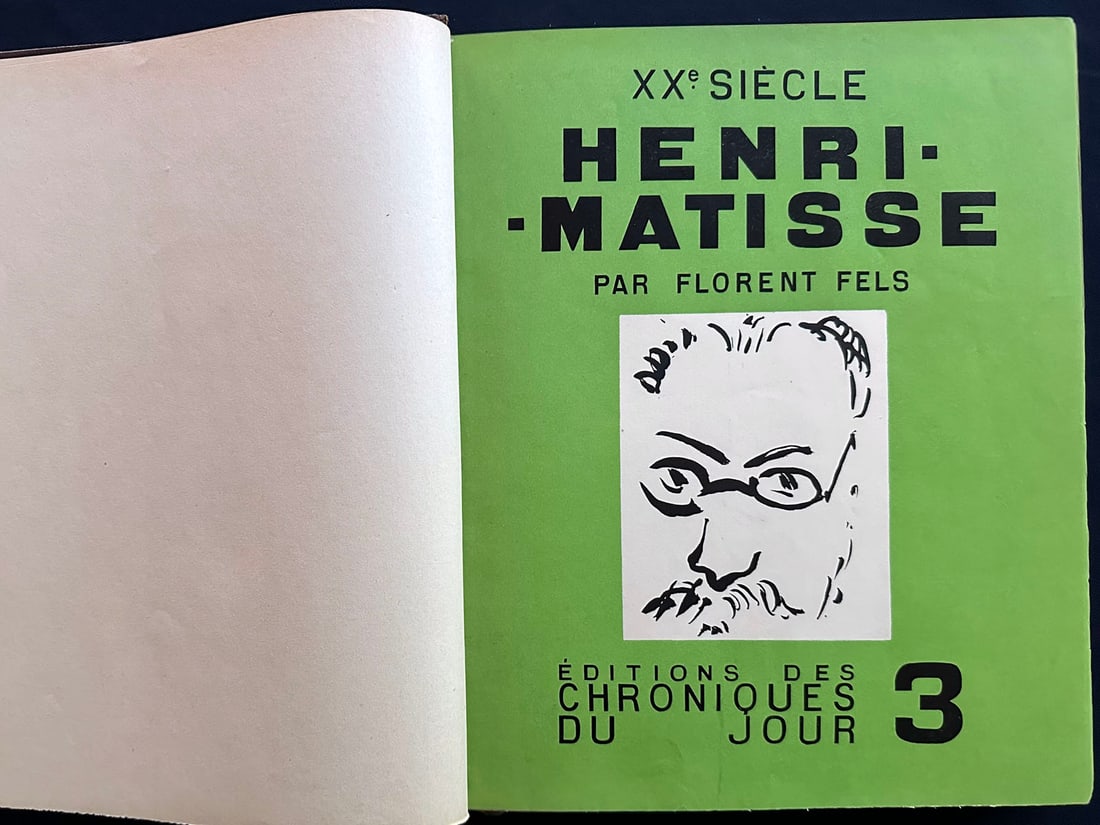 XXe SIÈCLE
HENRI-
-MATISSE
PAR FLORENT FELS
ÉDITIONS DES
CHRONIQUES
DU JOUR
3